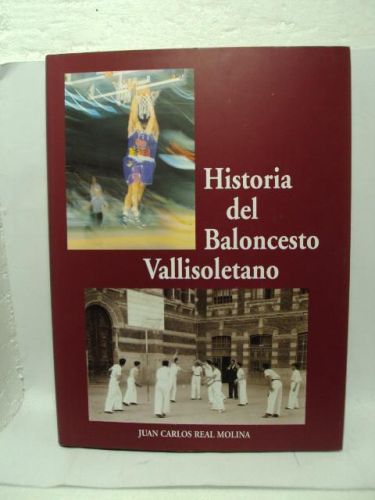 Historia
del
Baloncesto
Vallisoletano
JUAN CARLOS REAL MOLINA